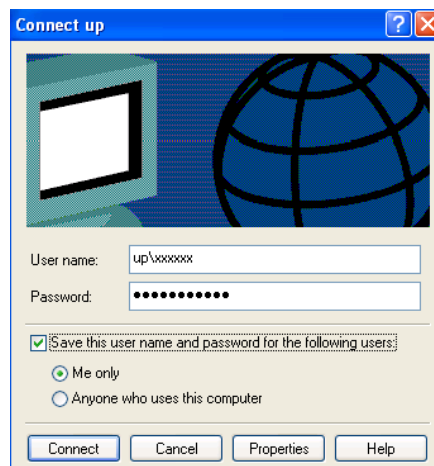 Connect up
User name: up\xxxxxx
Password: ●●●●●●●●●●●
Save this user name and password for the following users:
Me only
Anyone who uses this computer
Connect Cancel Properties Help